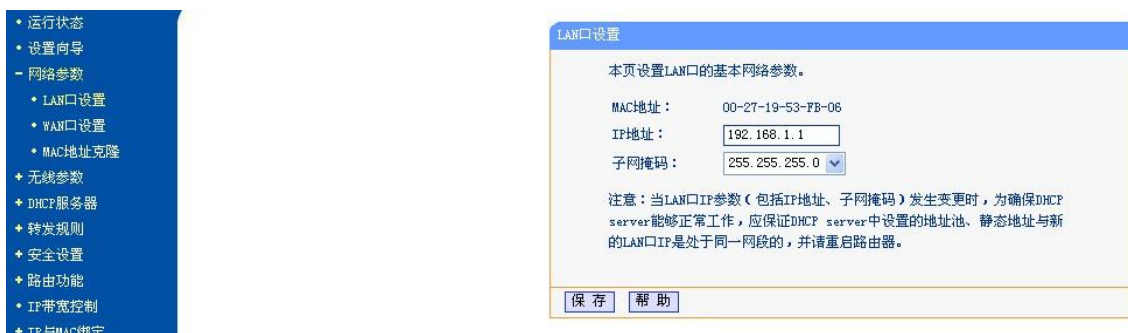 运行状态
设置向导
网络参数
LAN口设置
WAN口设置
MAC地址克隆
无线参数
DHCP服务器
转发规则
安全设置
路由功能
IP带宽控制
IP与MAC绑定
LAN口设置
本页设置LAN口的基本网络参数。
MAC地址： 00-27-19-53-FB-06
IP地址： 192.168.1.1
子网掩码： 255.255.255.0
注意：当LAN口IP参数（包括IP地址、子网掩码）发生变更时，为确保DHCP
server能够正常工作，应保证DHCP server中设置的地址池、静态地址与新
的LAN口IP是处于同一网段的，并请重启路由器。
保 存 帮 助